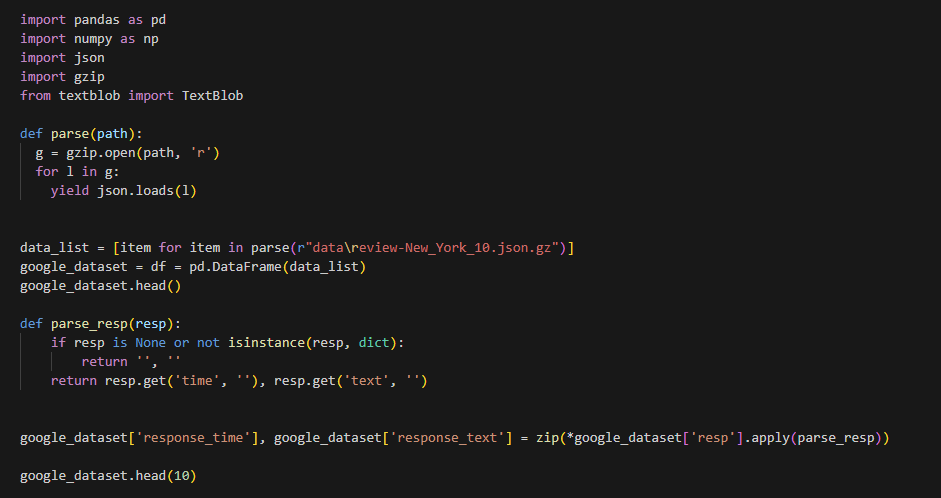 import pandas as pd
import numpy as np
import json
import gzip
from textblob import TextBlob

def parse(path):
  g = gzip.open(path, 'r')
  for l in g:
    yield json.loads(l)


data_list = [item for item in parse(r"data\review-New_York_10.json.gz")]
google_dataset = df = pd.DataFrame(data_list)
google_dataset.head()

def parse_resp(resp):
    if resp is None or not isinstance(resp, dict):
        return '', ''
    return resp.get('time', ''), resp.get('text', '')


google_dataset['response_time'], google_dataset['response_text'] = zip(*google_dataset['resp'].apply(parse_resp))

google_dataset.head(10)